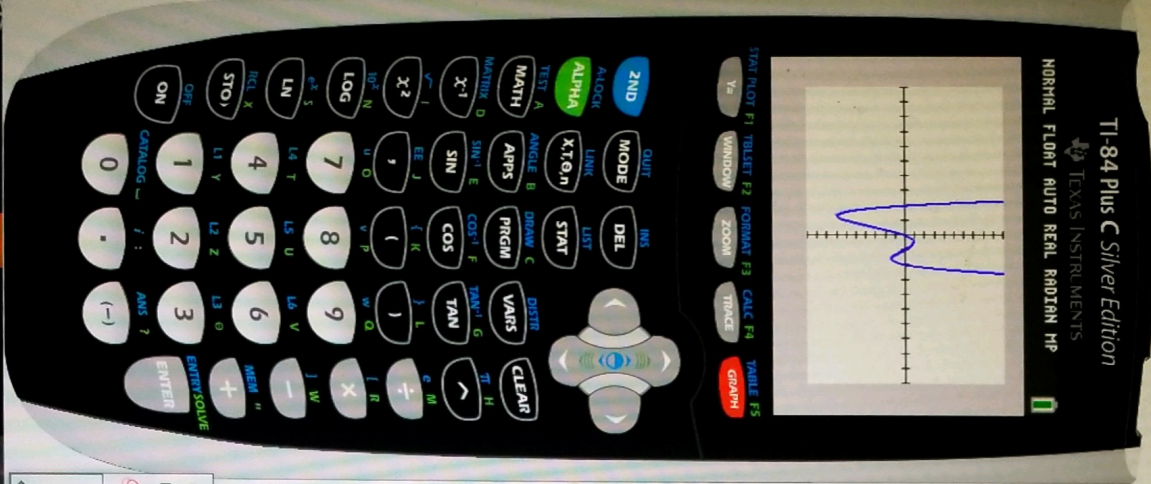 TI-84 Plus C Silver Edition
TEXAS INSTRUMENTS
NORMAL FLOAT AUTO REAL RADIAN MP
STAT PLOT F1 TBLSET F2 FORMAT F3 CALC F4 TABLE F5
Y= WINDOW ZOOM TRACE GRAPH
QUIT INS
2ND MODE DEL
A-LOCK LINK LIST
ALPHA X,T,Θ,n STAT
TEST A ANGLE B DRAW C DISTR
MATH APPS PRGM VARS CLEAR
MATRIX D SIN⁻¹ E COS⁻¹ F TAN⁻¹ G π H
x⁻¹ SIN COS TAN ^
√ I EE J { K } L e M
x² , ( ) ÷
10ˣ N u O v P w Q [ R
LOG 7 8 9 ×
eˣ S L4 T L5 U L6 V ] W
LN 4 5 6 −
RCL X L1 Y L2 Z L3 Θ MEM "
STO› 1 2 3 +
OFF CATALOG ⎵ i : ANS ? ENTRY SOLVE
ON 0 . (−) ENTER